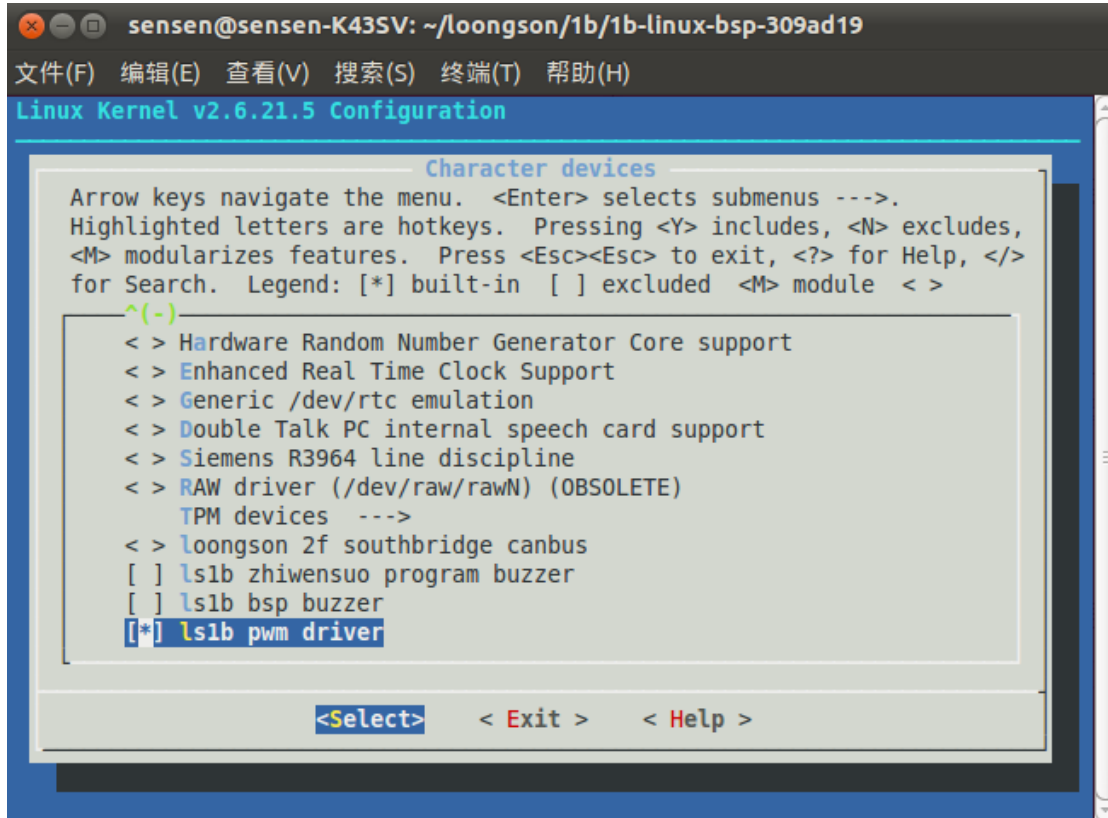 sensen@sensen-K43SV: ~/loongson/1b/1b-linux-bsp-309ad19
文件(F) 编辑(E) 查看(V) 搜索(S) 终端(T) 帮助(H)
Linux Kernel v2.6.21.5 Configuration
Character devices
Arrow keys navigate the menu. <Enter> selects submenus --->.
Highlighted letters are hotkeys. Pressing <Y> includes, <N> excludes,
<M> modularizes features. Press <Esc><Esc> to exit, <?> for Help, </>
for Search. Legend: [*] built-in [ ] excluded <M> module < >
^(-)
< > Hardware Random Number Generator Core support
< > Enhanced Real Time Clock Support
< > Generic /dev/rtc emulation
< > Double Talk PC internal speech card support
< > Siemens R3964 line discipline
< > RAW driver (/dev/raw/rawN) (OBSOLETE)
TPM devices --->
< > loongson 2f southbridge canbus
[ ] ls1b zhiwensuo program buzzer
[ ] ls1b bsp buzzer
[*] ls1b pwm driver
<Select> < Exit > < Help >